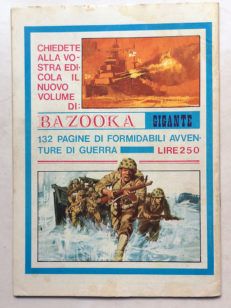 CHIEDETE
ALLA VO-
STRA EDI-
COLA IL
NUOVO
VOLUME
DI:
BAZOOKA GIGANTE
132 PAGINE DI FORMIDABILI AVVEN-
TURE DI GUERRA LIRE 250